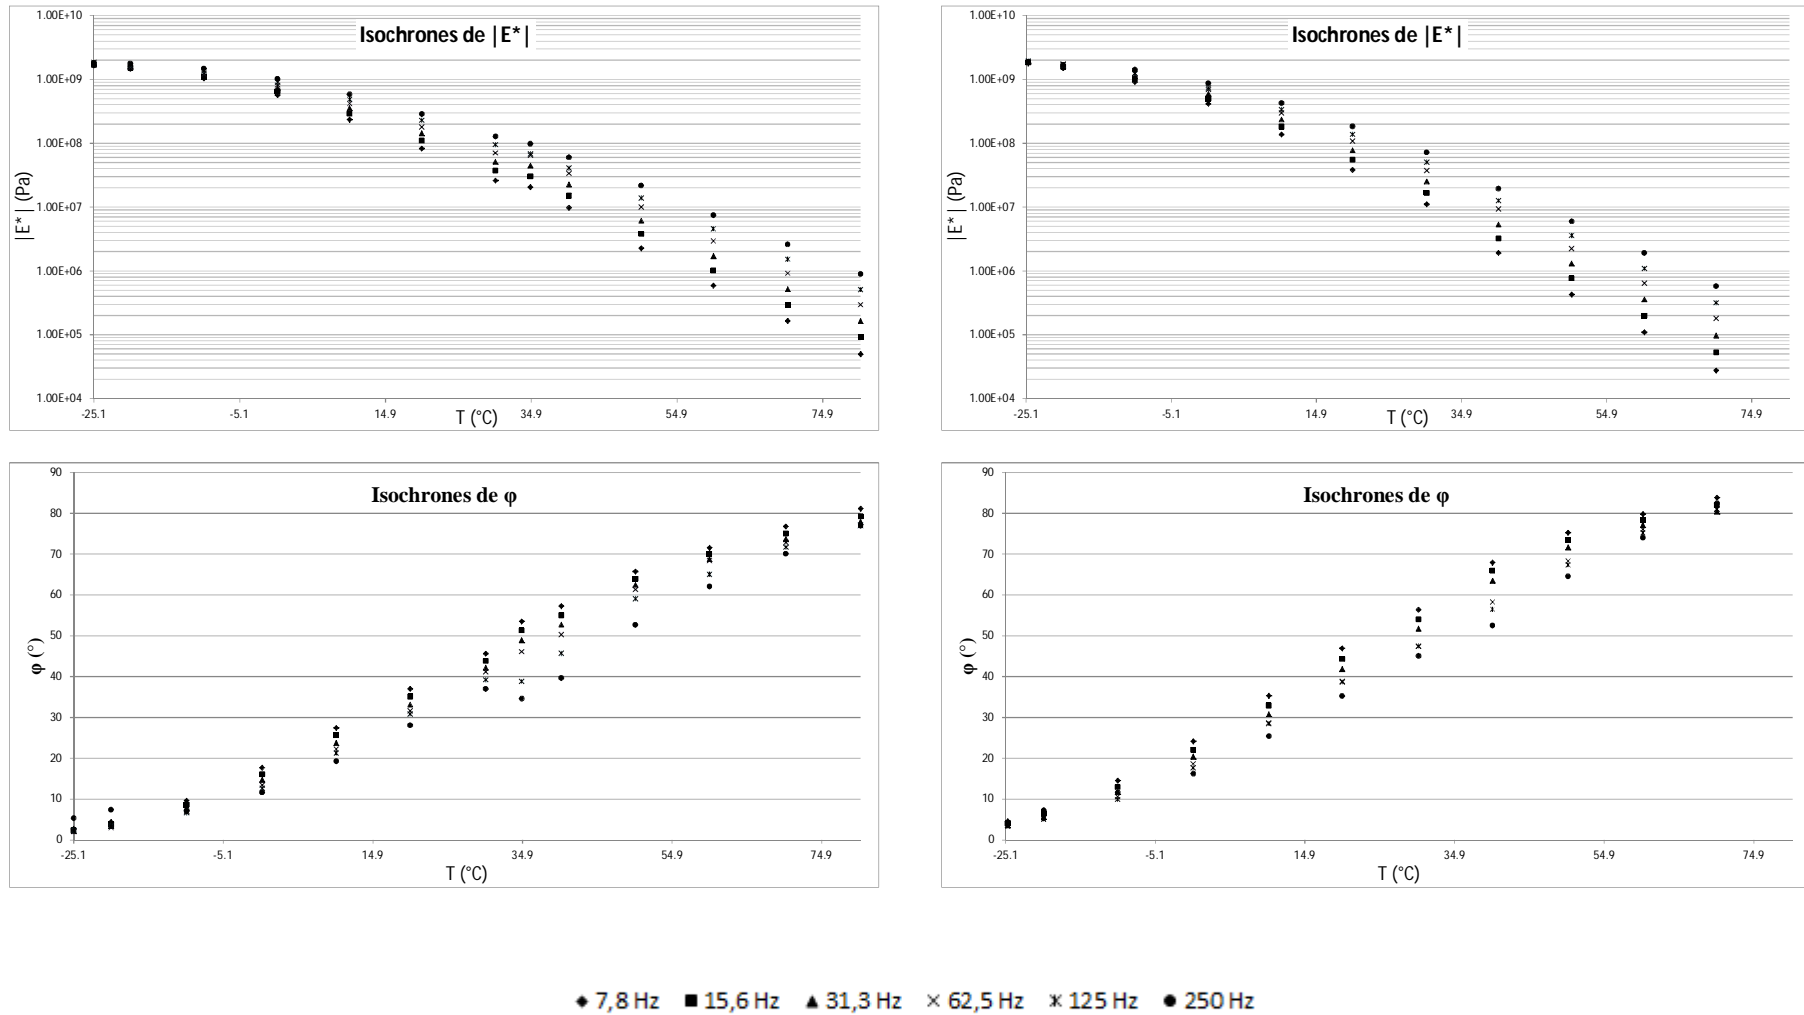 Isochrones de |E*|
1.00E+10
1.00E+09
1.00E+08
1.00E+07
1.00E+06
1.00E+05
1.00E+04
|E*| (Pa)
-25.1 -5.1 14.9 34.9 54.9 74.9
T (°C)
Isochrones de |E*|
1.00E+10
1.00E+09
1.00E+08
1.00E+07
1.00E+06
1.00E+05
1.00E+04
|E*| (Pa)
-25.1 -5.1 14.9 34.9 54.9 74.9
T (°C)
Isochrones de φ
90
80
70
60
50
40
30
20
10
0
φ (°)
-25.1 -5.1 14.9 34.9 54.9 74.9
T (°C)
Isochrones de φ
90
80
70
60
50
40
30
20
10
0
φ (°)
-25.1 -5.1 14.9 34.9 54.9 74.9
T (°C)
7,8 Hz 15,6 Hz 31,3 Hz 62,5 Hz 125 Hz 250 Hz